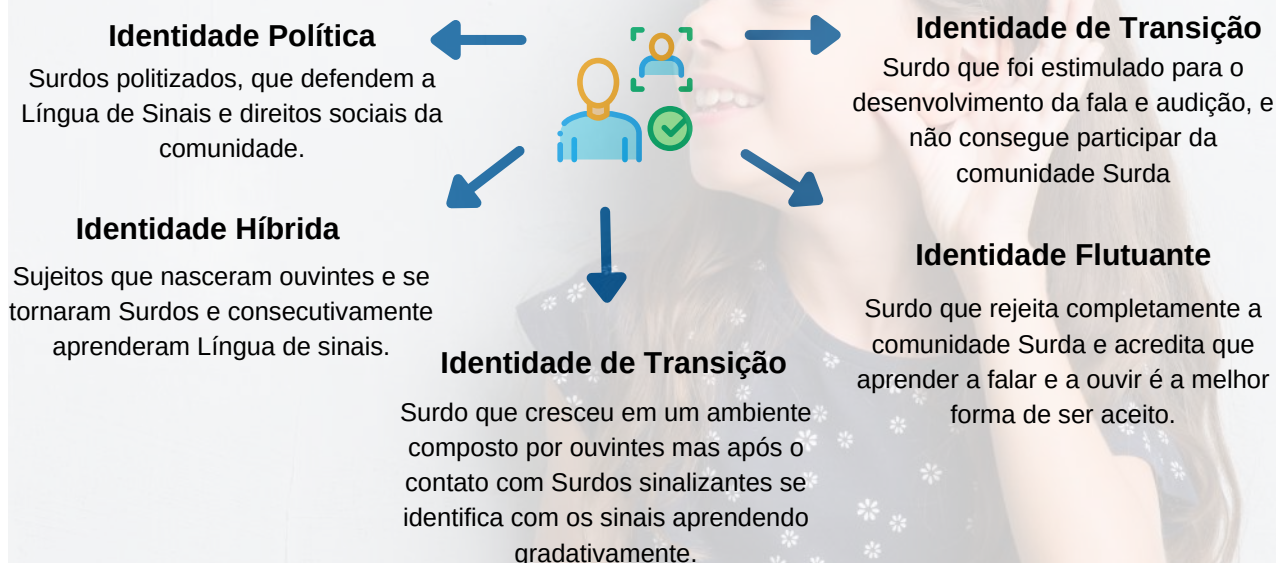 Identidade Política
Surdos politizados, que defendem a
Língua de Sinais e direitos sociais da
comunidade.
Identidade de Transição
Surdo que foi estimulado para o
desenvolvimento da fala e audição, e
não consegue participar da
comunidade Surda
Identidade Híbrida
Sujeitos que nasceram ouvintes e se
tornaram Surdos e consecutivamente
aprenderam Língua de sinais.
Identidade Flutuante
Surdo que rejeita completamente a
comunidade Surda e acredita que
aprender a falar e a ouvir é a melhor
forma de ser aceito.
Identidade de Transição
Surdo que cresceu em um ambiente
composto por ouvintes mas após o
contato com Surdos sinalizantes se
identifica com os sinais aprendendo
gradativamente.